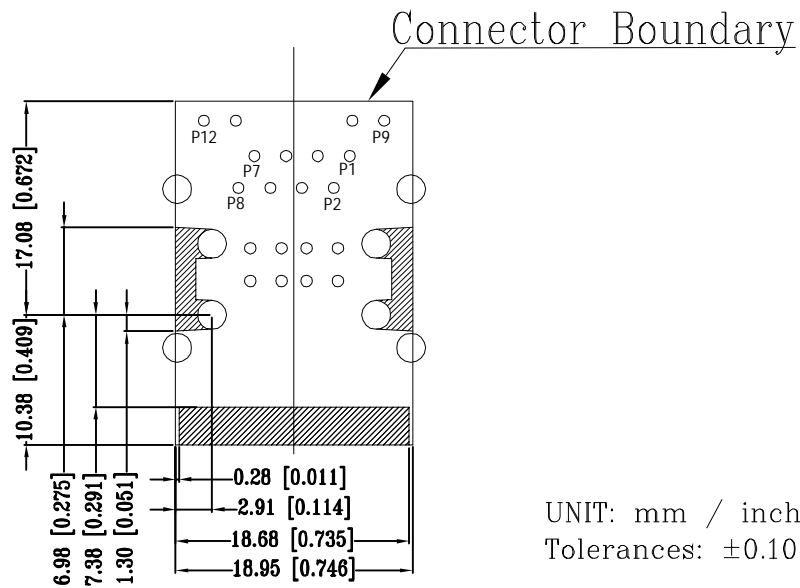 Connector Boundary
P12
P9
P7
P1
P8
P2
17.08 [0.672]
10.38 [0.409]
6.98 [0.275]
7.38 [0.291]
1.30 [0.051]
0.28 [0.011]
2.91 [0.114]
18.68 [0.735]
18.95 [0.746]
UNIT: mm / inch
Tolerances: ±0.10